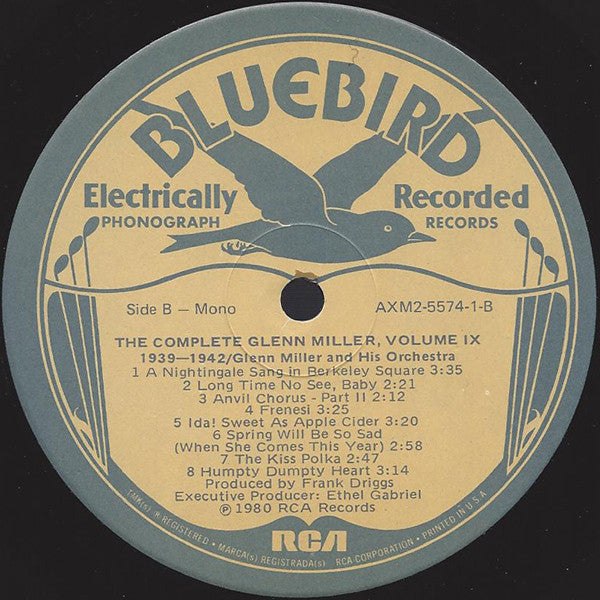 BLUEBIRD
Electrically Recorded
PHONOGRAPH RECORDS
Side B – Mono AXM2-5574-1-B
THE COMPLETE GLENN MILLER, VOLUME IX
1939—1942/Glenn Miller and His Orchestra
1 A Nightingale Sang in Berkeley Square 3:35
2 Long Time No See, Baby 2:21
3 Anvil Chorus - Part II 2:12
4 Frenesi 3:25
5 Ida! Sweet As Apple Cider 3:20
6 Spring Will Be So Sad
(When She Comes This Year) 2:58
7 The Kiss Polka 2:47
8 Humpty Dumpty Heart 3:14
Produced by Frank Driggs
Executive Producer: Ethel Gabriel
℗ 1980 RCA Records
TMK(s) ® REGISTERED • MARCA(s) REGISTRADA(s) RCA CORPORATION • PRINTED IN U.S.A
RCA